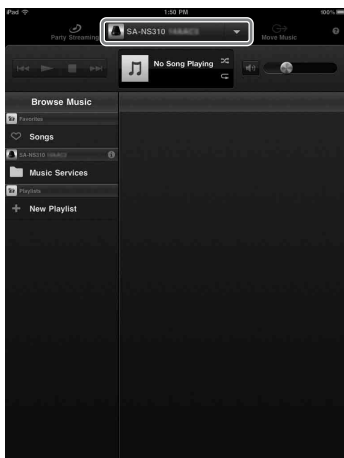 iPad 1:50 PM 100%
Party Streaming SA-NS310 Move Music
No Song Playing
Browse Music
Favorites
Songs
SA-NS310
Music Services
Playlists
New Playlist